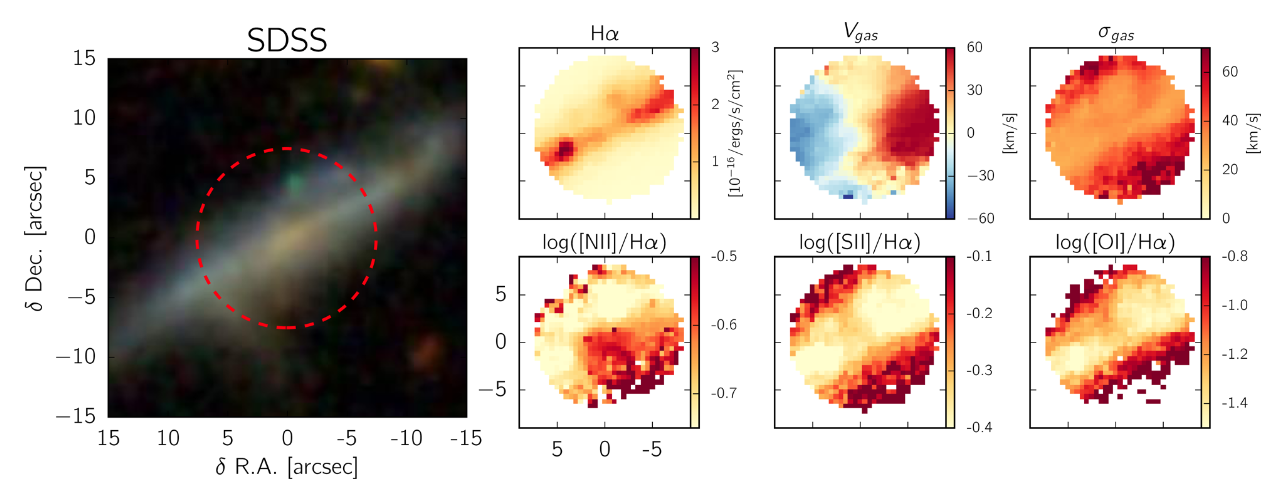 SDSS
15
10
5
0
−5
−10
−15
δ Dec. [arcsec]
15 10 5 0 -5 -10 -15
δ R.A. [arcsec]
Hα
3
2
1
[10⁻¹⁶/ergs/s/cm²]
V_gas
60
30
0
−30
−60
[km/s]
σ_gas
60
40
20
0
[km/s]
log([NII]/Hα)
5
0
−5
5 0 -5
-0.5
-0.6
-0.7
log([SII]/Hα)
-0.1
-0.2
-0.3
-0.4
log([OI]/Hα)
-0.8
-1.0
-1.2
-1.4